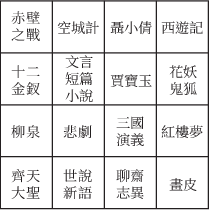 赤壁 空城計 聶小倩 西遊記
之戰
十二 文言 賈寶玉 花妖
金釵 短篇 鬼狐
小說
柳泉 悲劇 三國 紅樓夢
演義
齊天 世說 聊齋 畫皮
大聖 新語 志異